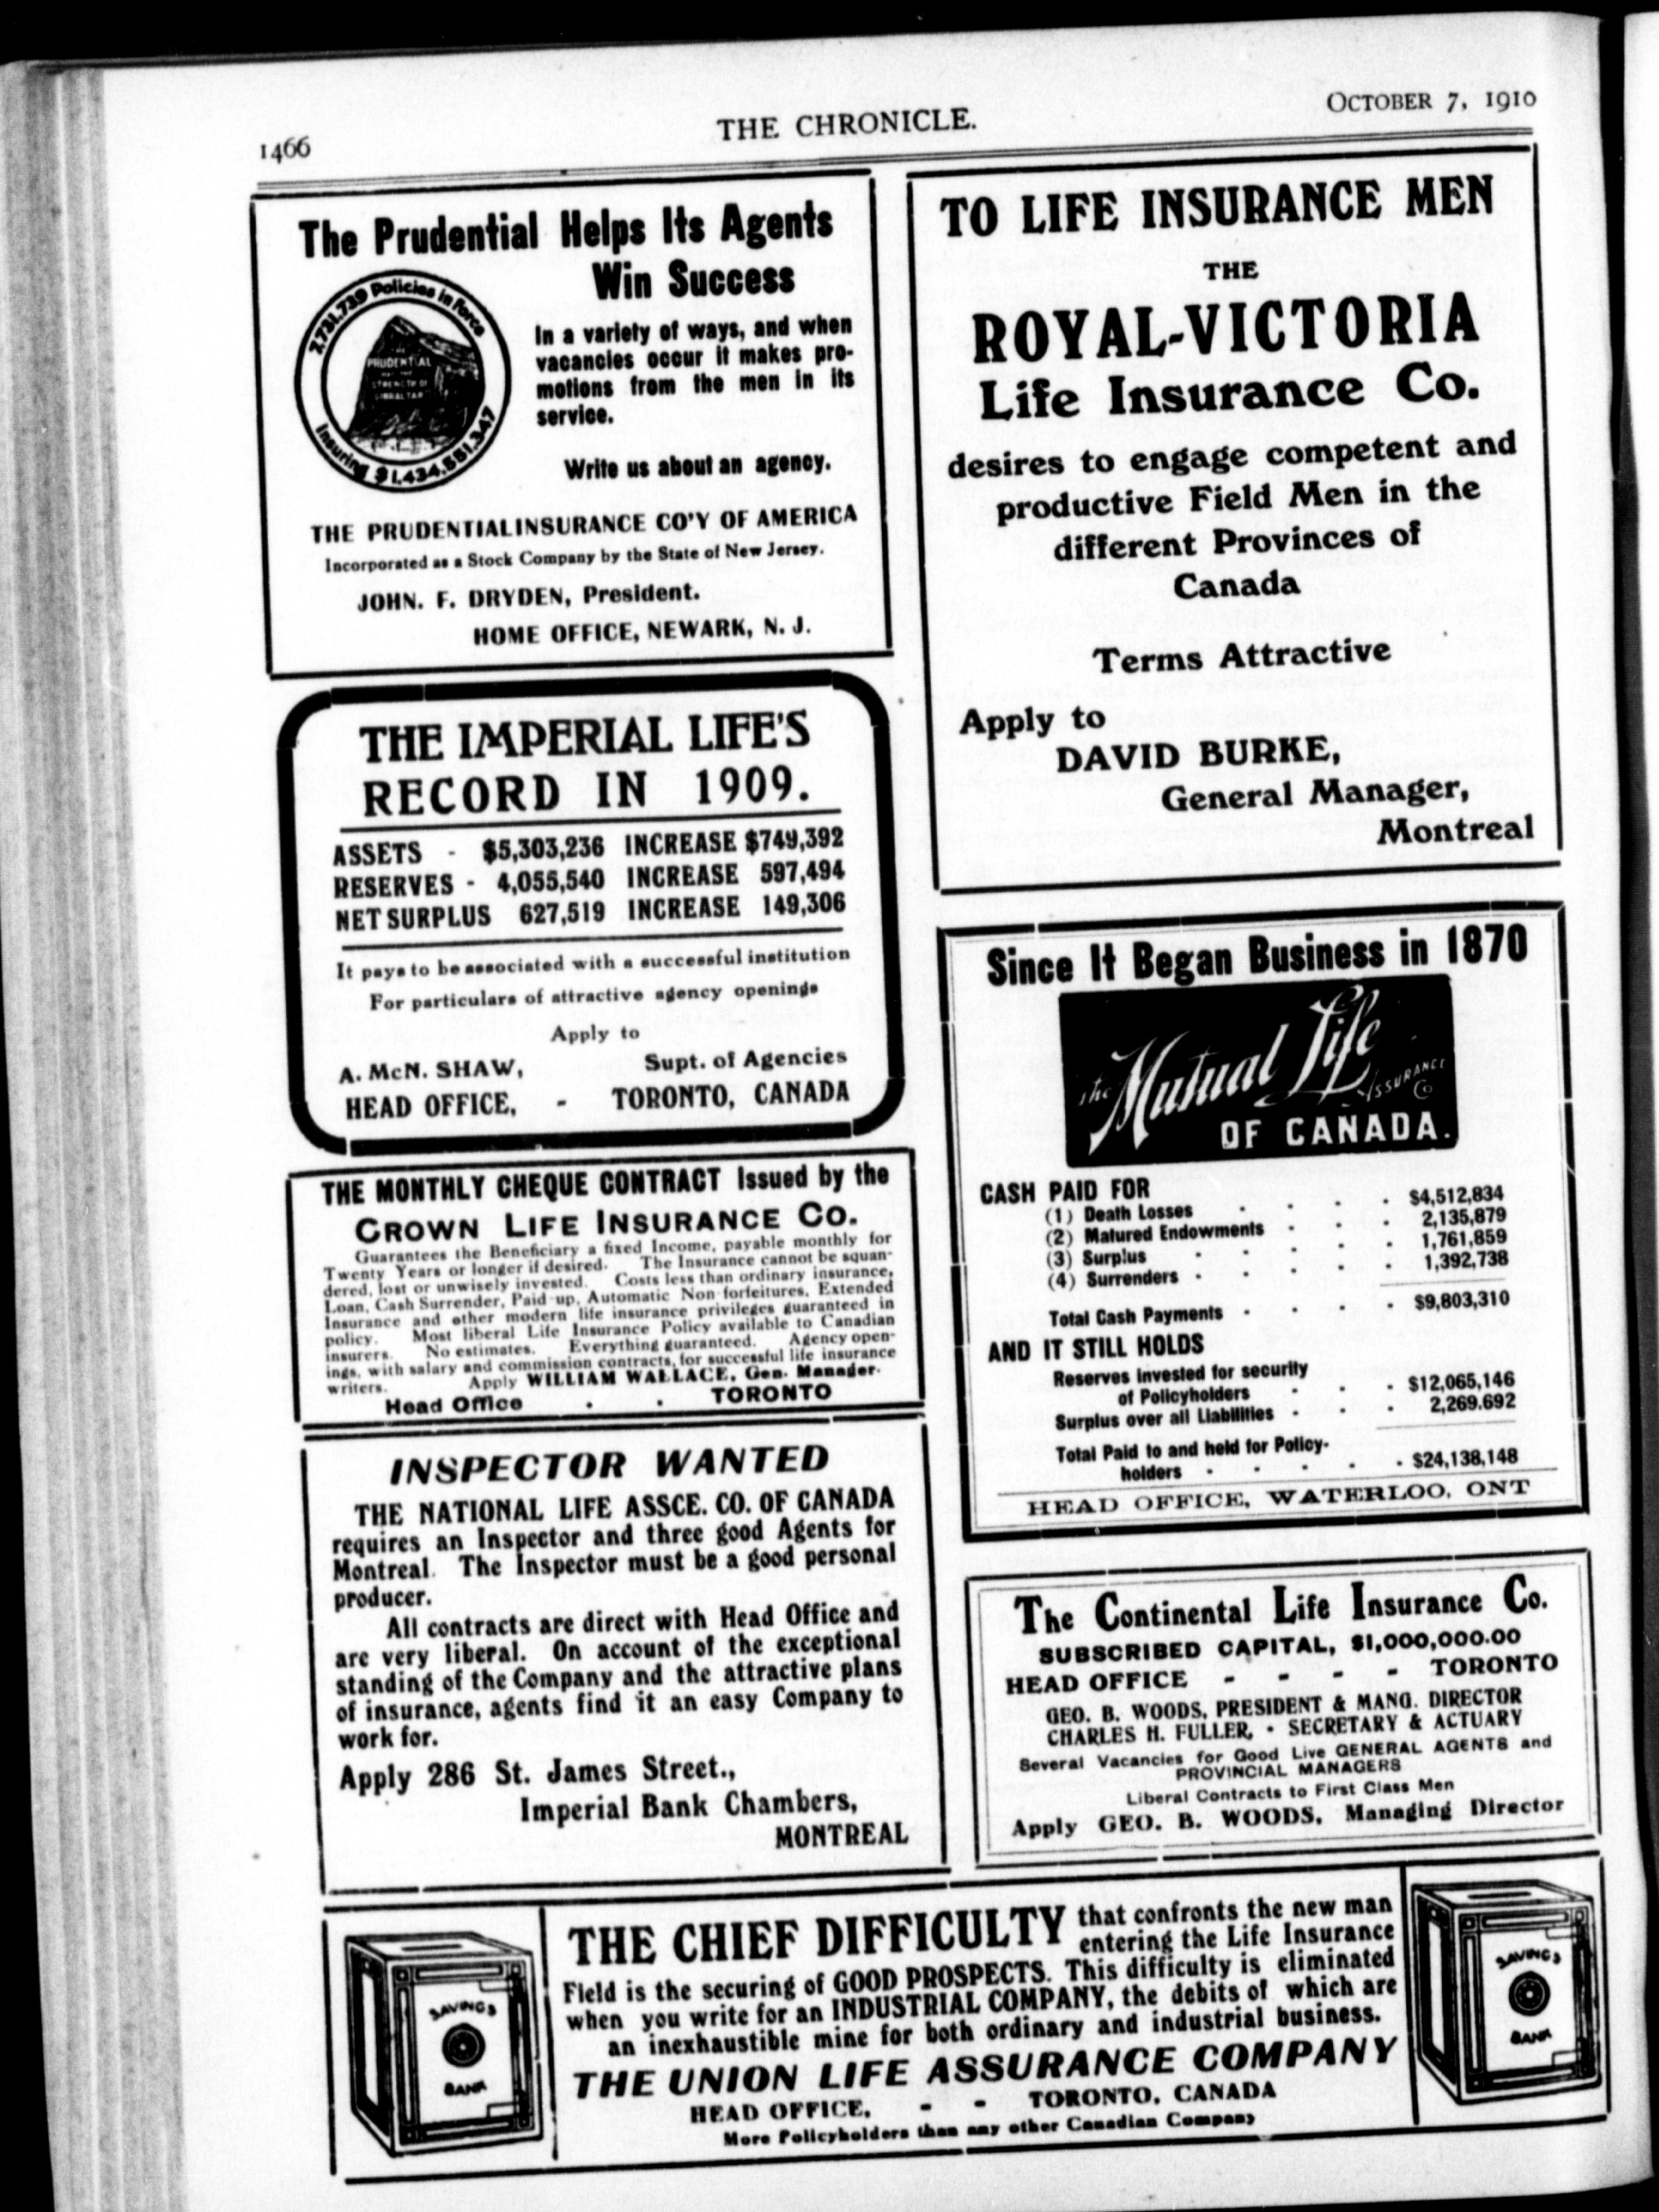 1466
THE CHRONICLE.
OCTOBER 7, 1910
The Prudential Helps Its Agents
Win Success
7,731,739 Policies in force
PRUDENTIAL
STRENGTH OF
GIBRALTAR
Insuring $1,434,551,347
In a variety of ways, and when
vacancies occur it makes pro-
motions from the men in its
service.
Write us about an agency.
THE PRUDENTIAL INSURANCE CO'Y OF AMERICA
Incorporated as a Stock Company by the State of New Jersey.
JOHN. F. DRYDEN, President.
HOME OFFICE, NEWARK, N. J.
THE IMPERIAL LIFE'S
RECORD IN 1909.
ASSETS - $5,303,236 INCREASE $749,392
RESERVES - 4,055,540 INCREASE 597,494
NET SURPLUS 627,519 INCREASE 149,306
It pays to be associated with a successful institution
For particulars of attractive agency openings
Apply to
A. McN. SHAW, Supt. of Agencies
HEAD OFFICE, - TORONTO, CANADA
THE MONTHLY CHEQUE CONTRACT Issued by the
CROWN LIFE INSURANCE CO.
Guarantees the Beneficiary a fixed Income, payable monthly for
Twenty Years or longer if desired. The Insurance cannot be squan-
dered, lost or unwisely invested. Costs less than ordinary insurance,
Loan, Cash Surrender, Paid-up, Automatic Non-forfeitures, Extended
Insurance and other modern life insurance privileges guaranteed in
policy. Most liberal Life Insurance Policy available to Canadian
insurers. No estimates. Everything guaranteed. Agency open-
ings, with salary and commission contracts, for successful life insurance
writers. Apply WILLIAM WALLACE, Gen. Manager.
Head Office . . TORONTO
INSPECTOR WANTED
THE NATIONAL LIFE ASSCE. CO. OF CANADA
requires an Inspector and three good Agents for
Montreal. The Inspector must be a good personal
producer.
All contracts are direct with Head Office and
are very liberal. On account of the exceptional
standing of the Company and the attractive plans
of insurance, agents find it an easy Company to
work for.
Apply 286 St. James Street.,
Imperial Bank Chambers,
MONTREAL
TO LIFE INSURANCE MEN
THE
ROYAL-VICTORIA
Life Insurance Co.
desires to engage competent and
productive Field Men in the
different Provinces of
Canada
Terms Attractive
Apply to
DAVID BURKE,
General Manager,
Montreal
Since It Began Business in 1870
The Mutual Life
ASSURANCE CO
OF CANADA.
CASH PAID FOR
(1) Death Losses . . . . $4,512,834
(2) Matured Endowments . . . 2,135,879
(3) Surplus . . . . . 1,761,859
(4) Surrenders . . . . . 1,392,738
Total Cash Payments . . . . $9,803,310
AND IT STILL HOLDS
Reserves Invested for security
of Policyholders . . . $12,065,146
Surplus over all Liabilities . . . 2,269.692
Total Paid to and held for Policy-
holders . . . . . $24,138,148
HEAD OFFICE, WATERLOO, ONT
The Continental Life Insurance Co.
SUBSCRIBED CAPITAL, $1,000,000.00
HEAD OFFICE - - - - TORONTO
GEO. B. WOODS, PRESIDENT & MANG. DIRECTOR
CHARLES H. FULLER, . SECRETARY & ACTUARY
Several Vacancies for Good Live GENERAL AGENTS and
PROVINCIAL MANAGERS
Liberal Contracts to First Class Men
Apply GEO. B. WOODS, Managing Director
SAVINGS
BANK
THE CHIEF DIFFICULTY that confronts the new man
entering the Life Insurance
Field is the securing of GOOD PROSPECTS. This difficulty is eliminated
when you write for an INDUSTRIAL COMPANY, the debits of which are
an inexhaustible mine for both ordinary and industrial business.
THE UNION LIFE ASSURANCE COMPANY
HEAD OFFICE, - - TORONTO, CANADA
More Policyholders than any other Canadian Company
SAVINGS
BANK